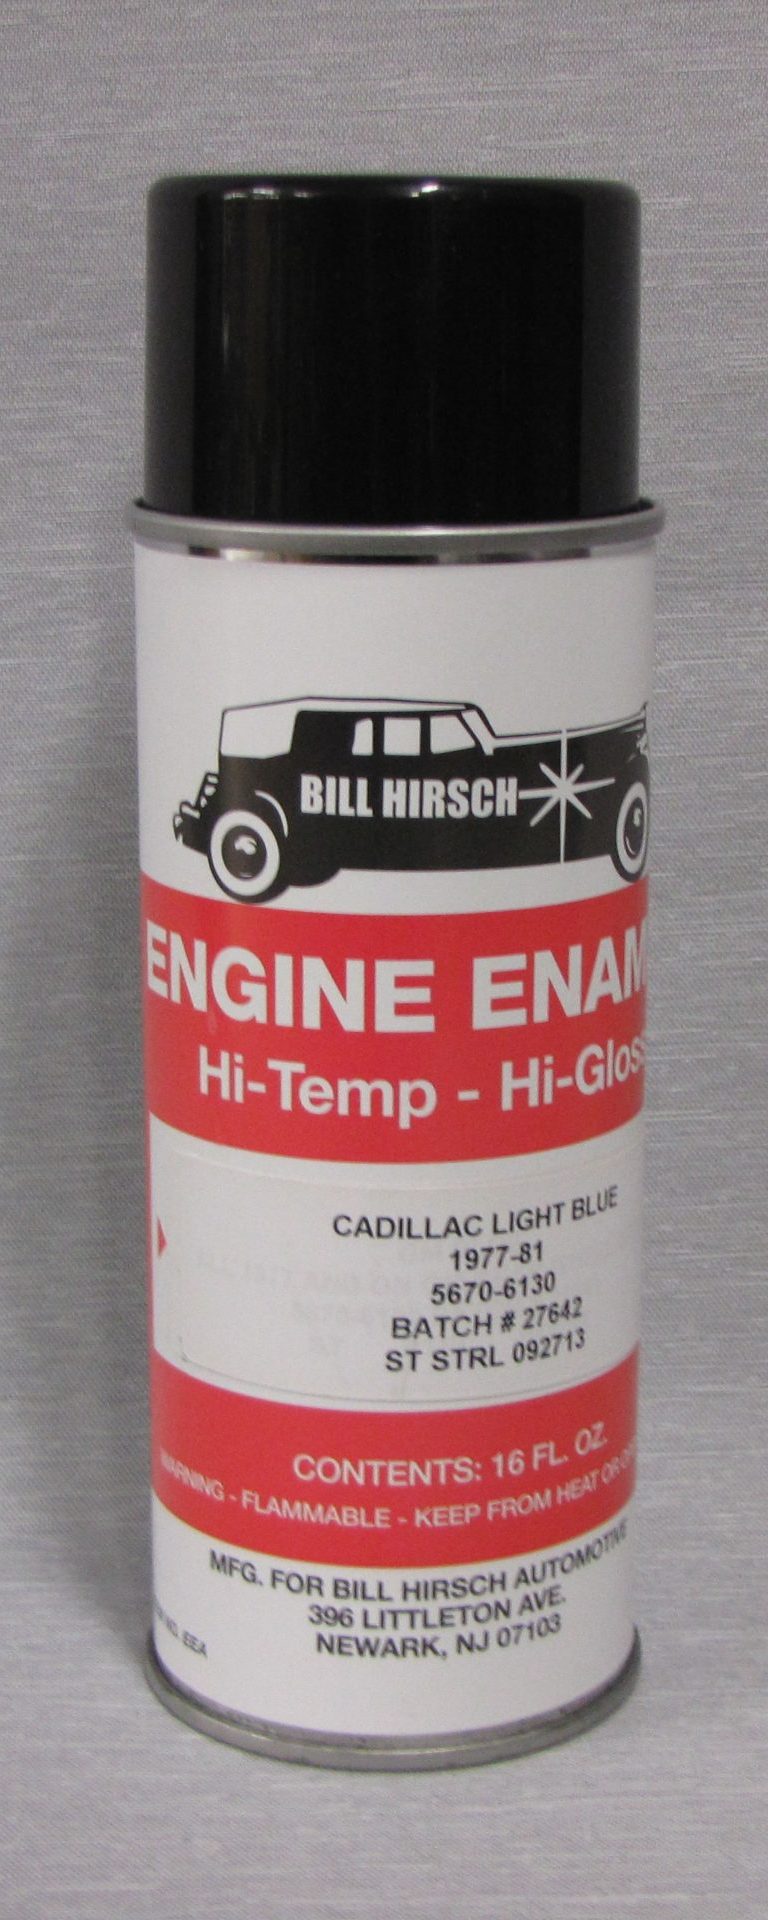 BILL HIRSCH
ENGINE ENAM
Hi-Temp - Hi-Gloss
CADILLAC LIGHT BLUE
1977-81
5670-6130
BATCH # 27642
ST STRL 092713
CONTENTS: 16 FL. OZ.
WARNING - FLAMMABLE - KEEP FROM HEAT OR
MFG. FOR BILL HIRSCH AUTOMOTIVE
396 LITTLETON AVE.
NEWARK, NJ 07103
EEA